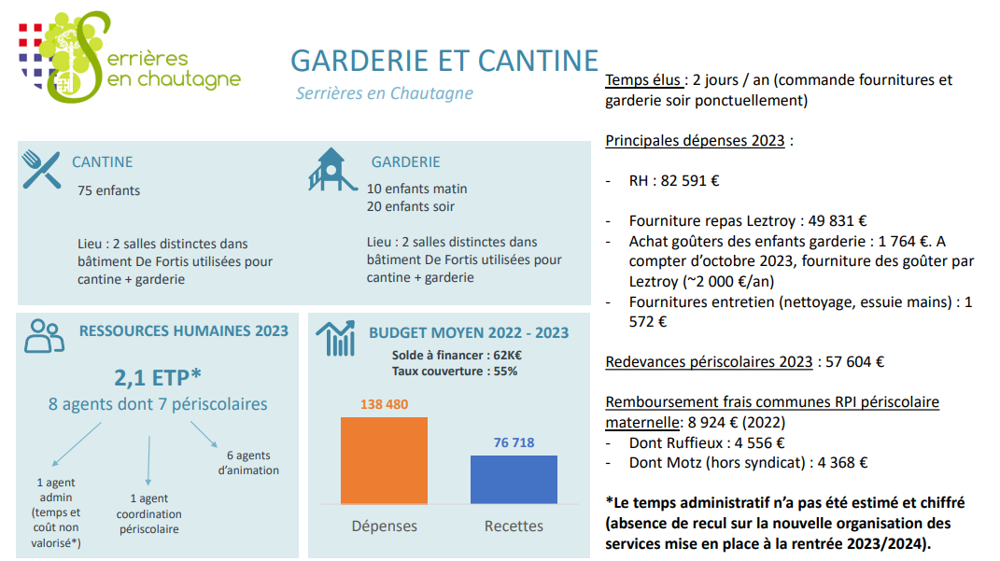 Serrières
en chautagne
GARDERIE ET CANTINE
Serrières en Chautagne
CANTINE
75 enfants
Lieu : 2 salles distinctes dans
bâtiment De Fortis utilisées pour
cantine + garderie
GARDERIE
10 enfants matin
20 enfants soir
Lieu : 2 salles distinctes dans
bâtiment De Fortis utilisées pour
cantine + garderie
RESSOURCES HUMAINES 2023
2,1 ETP*
8 agents dont 7 périscolaires
1 agent
admin
(temps et
coût non
valorisé*)
1 agent
coordination
périscolaire
6 agents
d’animation
BUDGET MOYEN 2022 - 2023
Solde à financer : 62K€
Taux couverture : 55%
138 480
76 718
Dépenses
Recettes
Temps élus : 2 jours / an (commande fournitures et
garderie soir ponctuellement)
Principales dépenses 2023 :
- RH : 82 591 €
- Fourniture repas Leztroy : 49 831 €
- Achat goûters des enfants garderie : 1 764 €. A
compter d’octobre 2023, fourniture des goûter par
Leztroy (~2 000 €/an)
- Fournitures entretien (nettoyage, essuie mains) : 1
572 €
Redevances périscolaires 2023 : 57 604 €
Remboursement frais communes RPI périscolaire
maternelle: 8 924 € (2022)
- Dont Ruffieux : 4 556 €
- Dont Motz (hors syndicat) : 4 368 €
*Le temps administratif n’a pas été estimé et chiffré
(absence de recul sur la nouvelle organisation des
services mise en place à la rentrée 2023/2024).